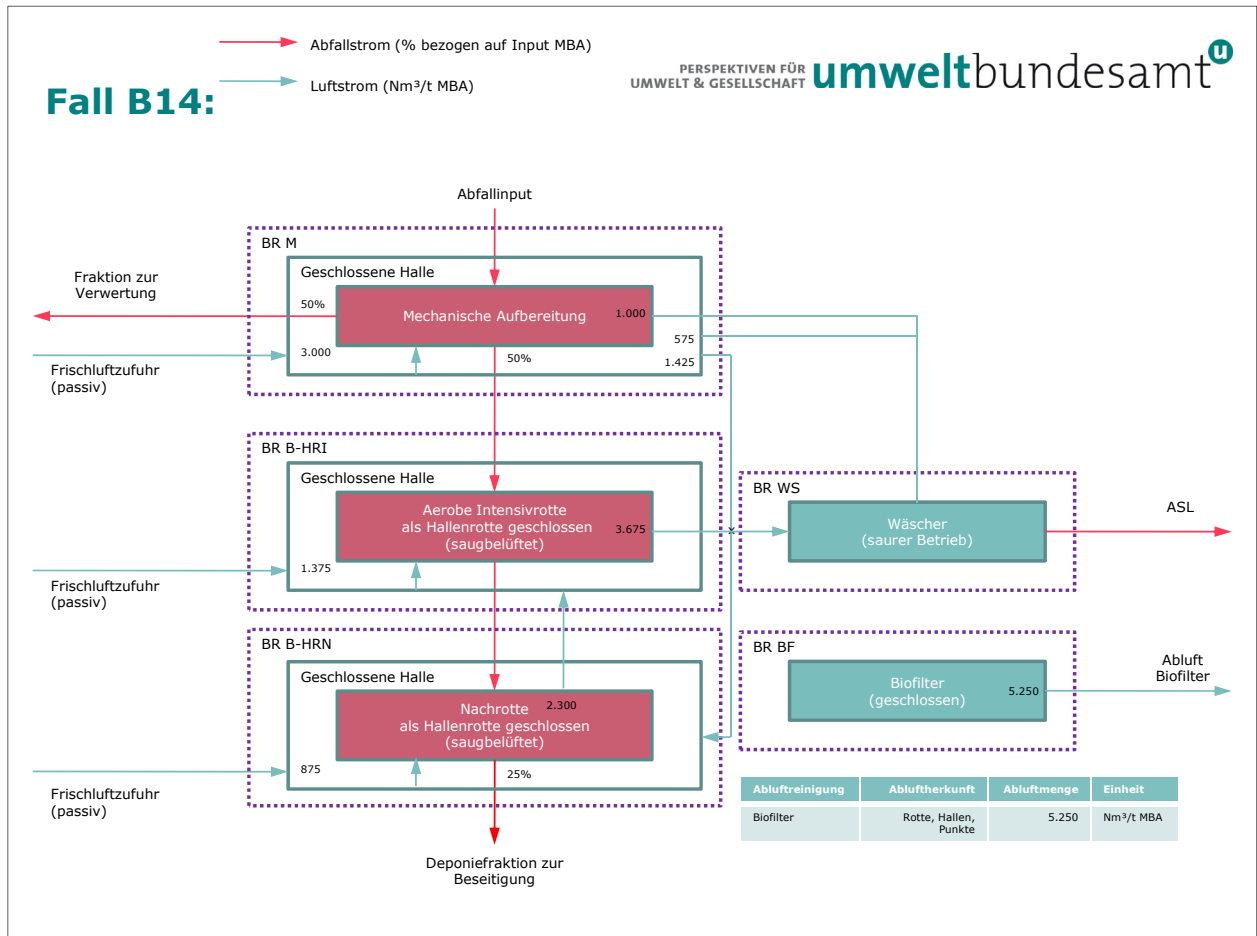 Abfallstrom (% bezogen auf Input MBA)
Luftstrom (Nm³/t MBA)
Fall B14:
PERSPEKTIVEN FÜR
UMWELT & GESELLSCHAFT
umweltbundesamt
u
Abfallinput
BR M
Geschlossene Halle
Fraktion zur
Verwertung
50%
Mechanische Aufbereitung
1.000
575
3.000
50%
1.425
Frischluftzufuhr
(passiv)
BR B-HRI
Geschlossene Halle
Aerobe Intensivrotte
als Hallenrotte geschlossen
(saugbelüftet)
3.675
1.375
Frischluftzufuhr
(passiv)
x
BR WS
Wäscher
(saurer Betrieb)
ASL
BR B-HRN
Geschlossene Halle
Nachrotte
2.300
als Hallenrotte geschlossen
(saugbelüftet)
875
25%
Frischluftzufuhr
(passiv)
BR BF
Biofilter
(geschlossen)
5.250
Abluft
Biofilter
Abluftreinigung Abluftherkunft Abluftmenge Einheit
Biofilter Rotte, Hallen, 5.250 Nm³/t MBA
Punkte
Deponiefraktion zur
Beseitigung